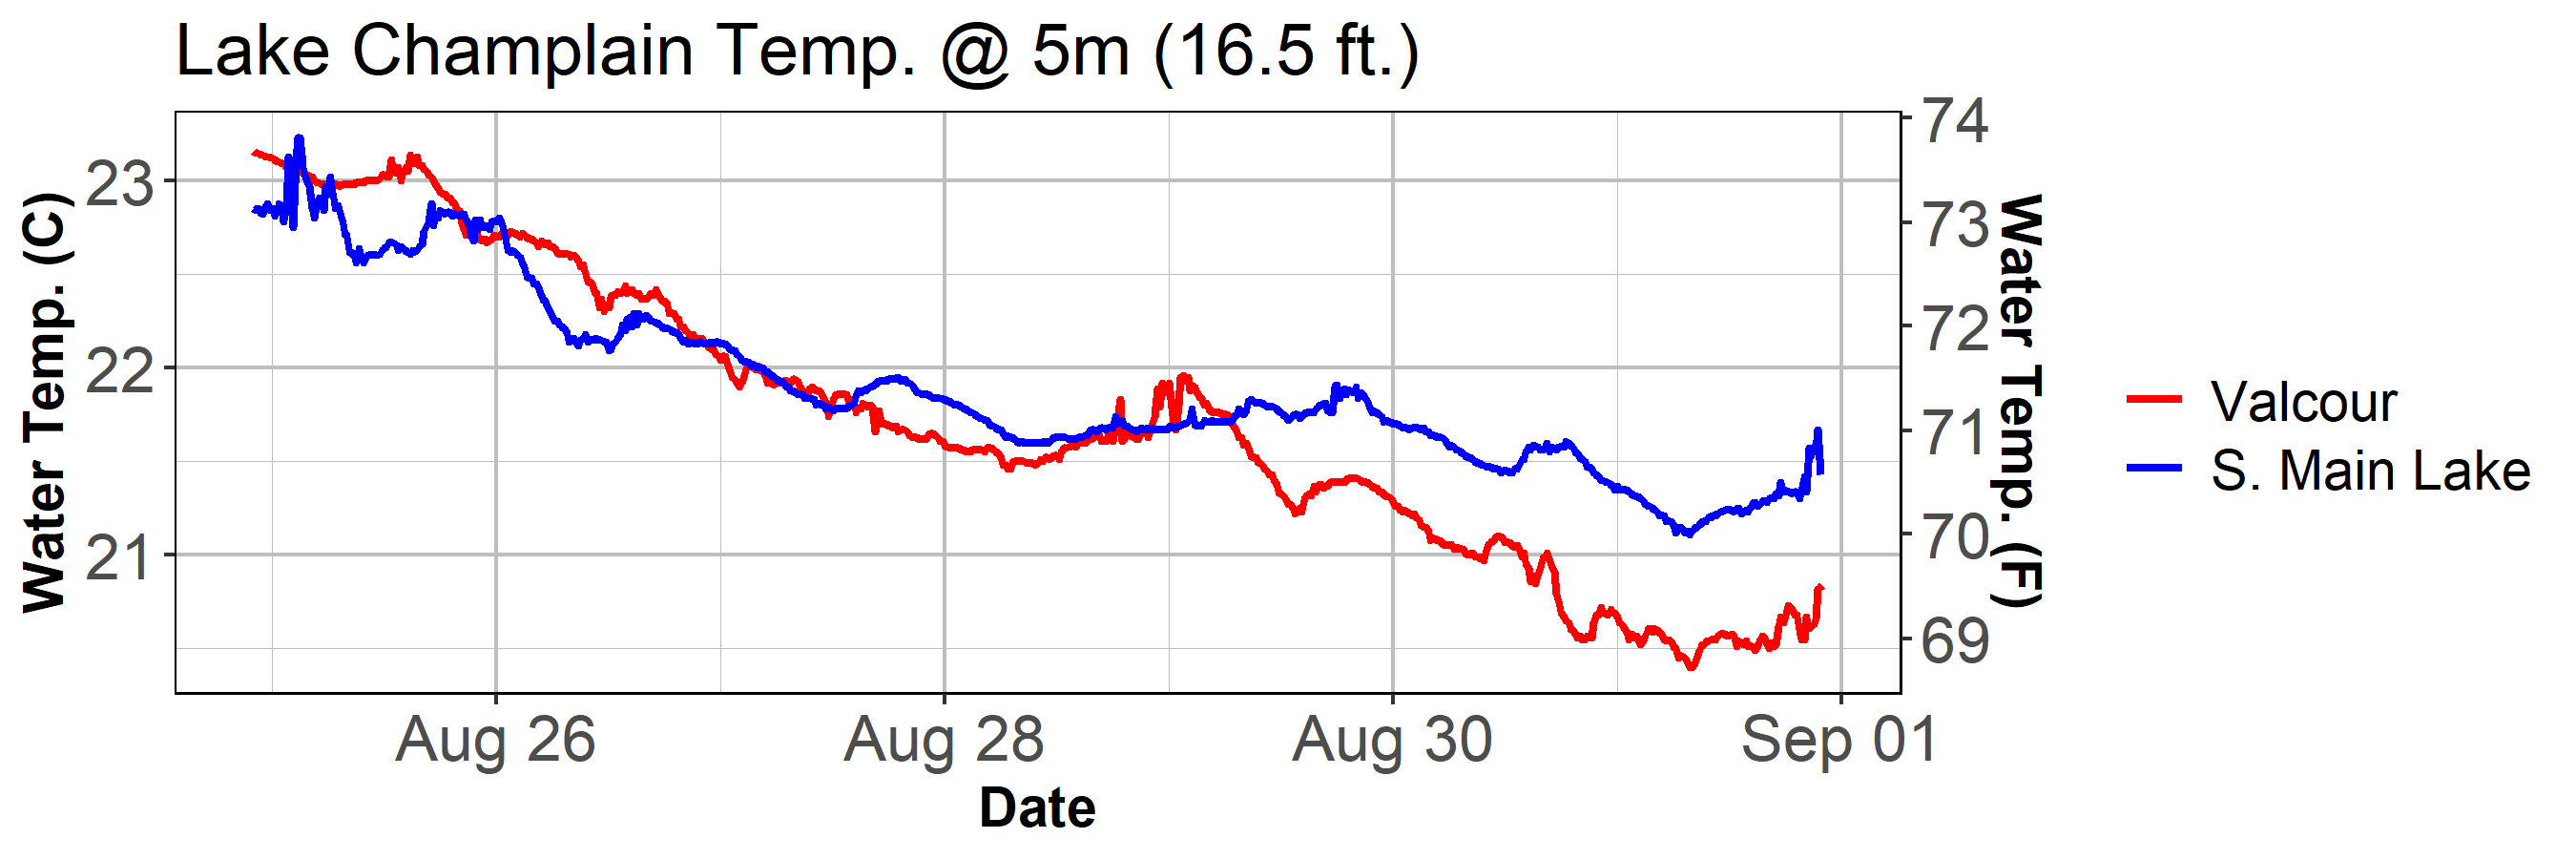 Lake Champlain Temp. @ 5m (16.5 ft.)
Water Temp. (C)
23
22
21
74
73
72
71
70
69
Water Temp. (F)
Aug 26 Aug 28 Aug 30 Sep 01
Date
Valcour
S. Main Lake